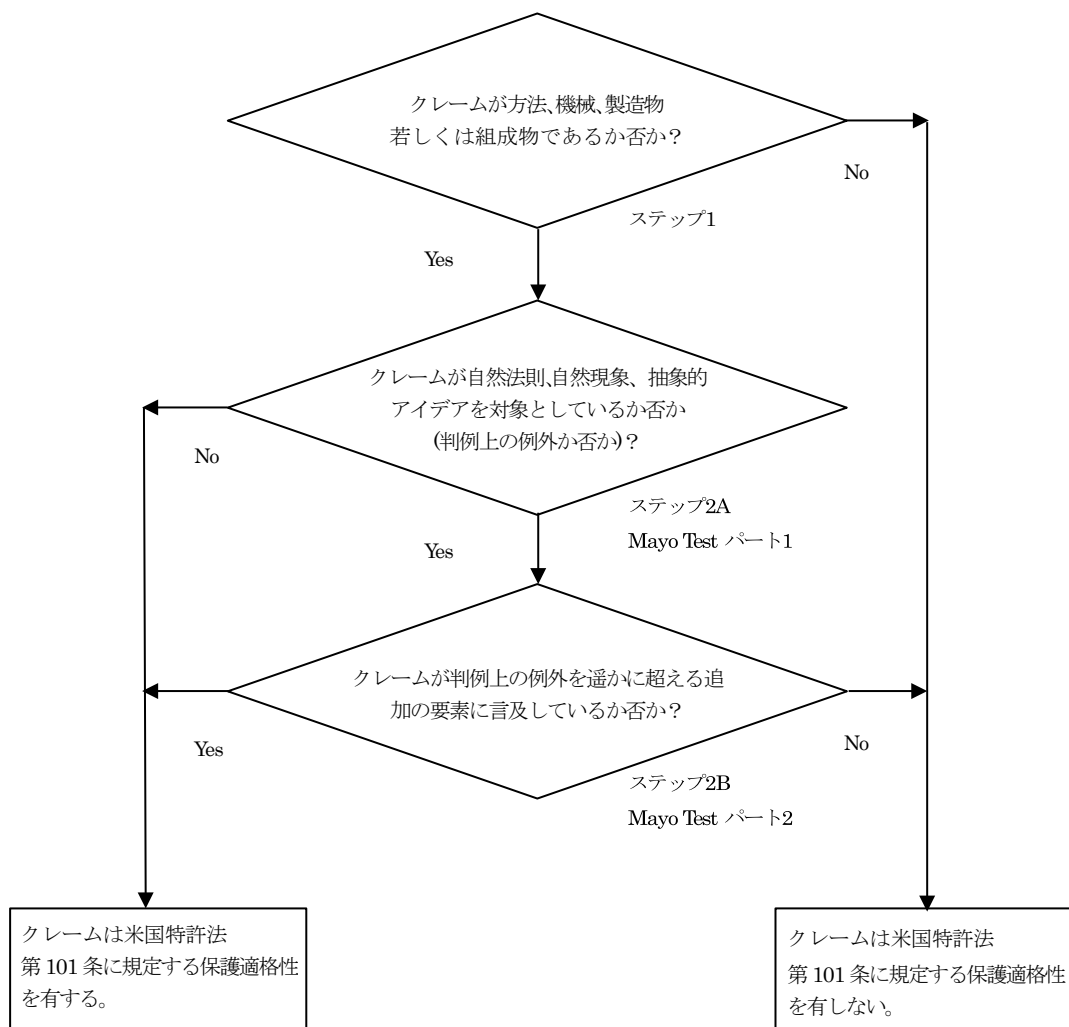 クレームが方法、機械、製造物
若しくは組成物であるか否か？
No
ステップ1
Yes
クレームが自然法則、自然現象、抽象的
アイデアを対象としているか否か
(判例上の例外か否か)？
No
ステップ2A
Mayo Test パート1
Yes
クレームが判例上の例外を遥かに超える追
加の要素に言及しているか否か？
Yes
No
ステップ2B
Mayo Test パート2
クレームは米国特許法
第 101 条に規定する保護適格性
を有する。
クレームは米国特許法
第 101 条に規定する保護適格性
を有しない。